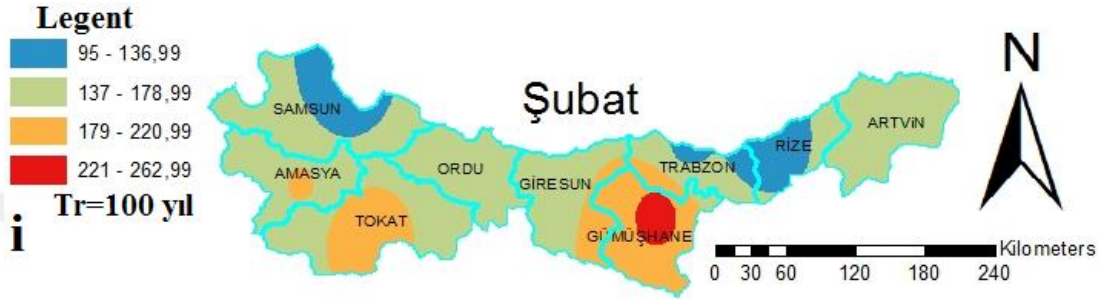 Legent
95 - 136,99
137 - 178,99
179 - 220,99
221 - 262,99
Tr=100 yıl
i
Şubat
N
SAMSUN
AMASYA
TOKAT
ORDU
GİRESUN
GÜMÜŞHANE
TRABZON
RİZE
ARTVİN
Kilometers
0 30 60 120 180 240